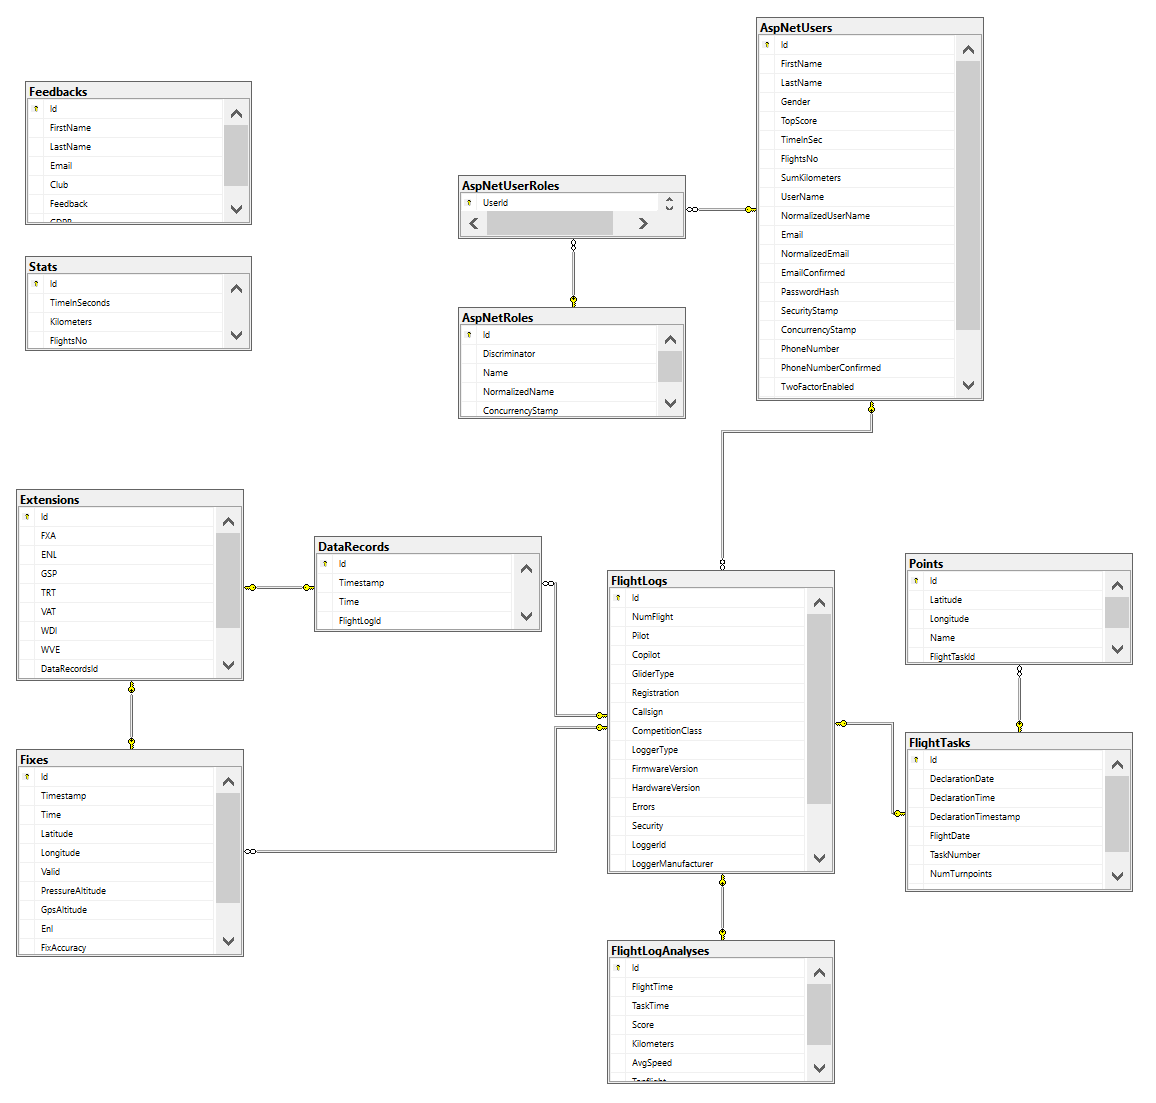 Feedbacks
Id
FirstName
LastName
Email
Club
Feedback
GDPR
Stats
Id
TimeInSeconds
Kilometers
FlightsNo
AspNetUserRoles
UserId
AspNetRoles
Id
Discriminator
Name
NormalizedName
ConcurrencyStamp
AspNetUsers
Id
FirstName
LastName
Gender
TopScore
TimeInSec
FlightsNo
SumKilometers
UserName
NormalizedUserName
Email
NormalizedEmail
EmailConfirmed
PasswordHash
SecurityStamp
ConcurrencyStamp
PhoneNumber
PhoneNumberConfirmed
TwoFactorEnabled
Extensions
Id
FXA
ENL
GSP
TRT
VAT
WDI
WVE
DataRecordsId
DataRecords
Id
Timestamp
Time
FlightLogId
Fixes
Id
Timestamp
Time
Latitude
Longitude
Valid
PressureAltitude
GpsAltitude
Enl
FixAccuracy
FlightLogs
Id
NumFlight
Pilot
Copilot
GliderType
Registration
Callsign
CompetitionClass
LoggerType
FirmwareVersion
HardwareVersion
Errors
Security
LoggerId
LoggerManufacturer
Points
Id
Latitude
Longitude
Name
FlightTaskId
FlightTasks
Id
DeclarationDate
DeclarationTime
DeclarationTimestamp
FlightDate
TaskNumber
NumTurnpoints
FlightLogAnalyses
Id
FlightTime
TaskTime
Score
Kilometers
AvgSpeed